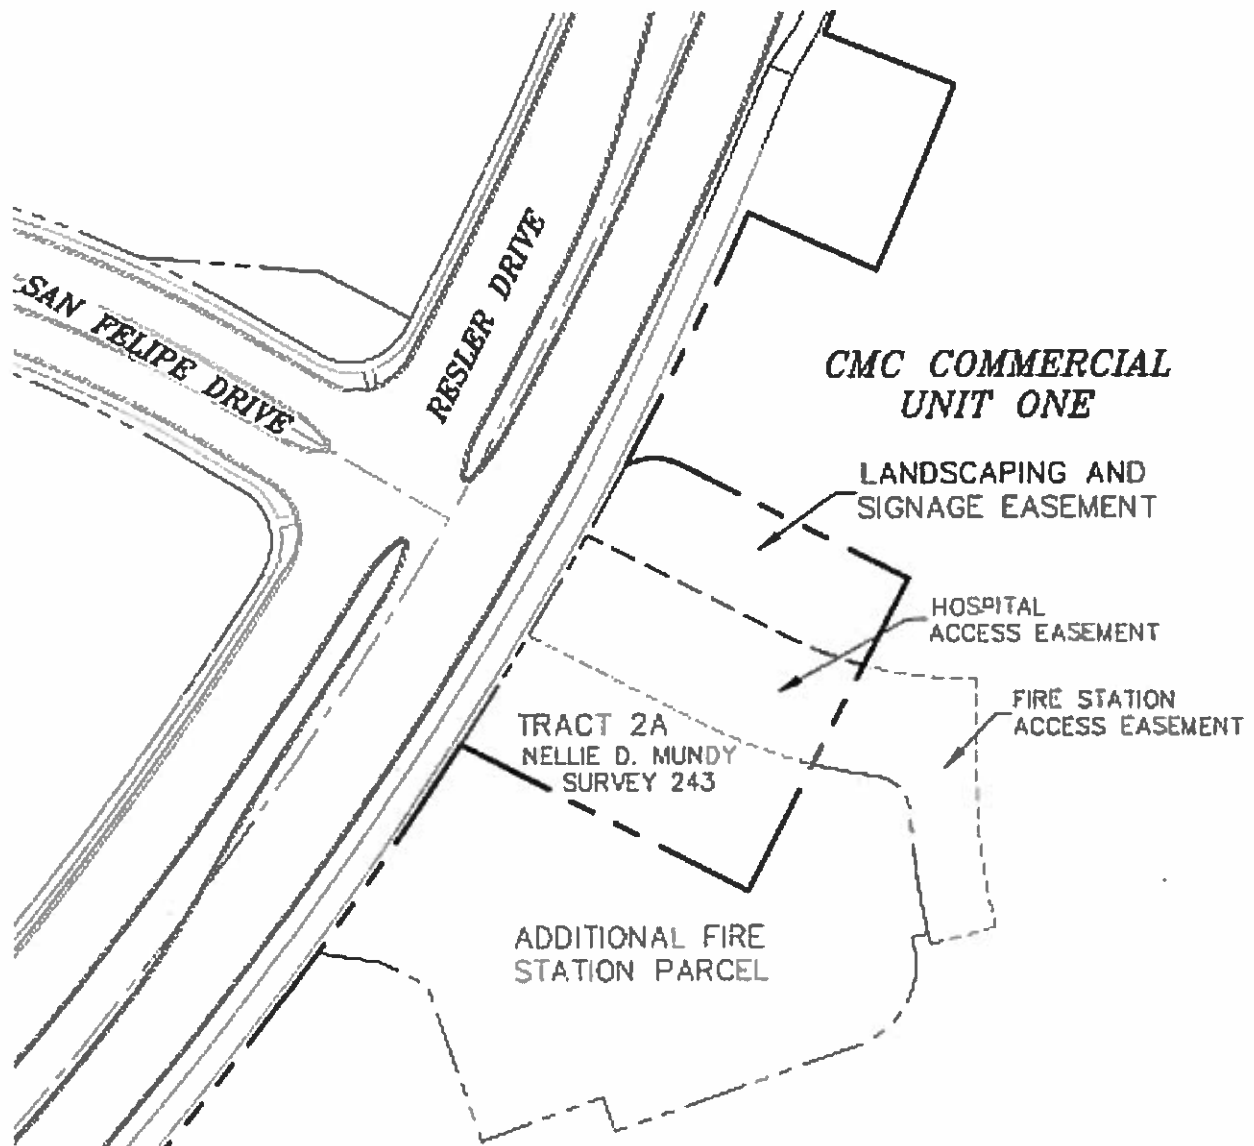 SAN FELIPE DRIVE
RESLER DRIVE
CMC COMMERCIAL
UNIT ONE
LANDSCAPING AND
SIGNAGE EASEMENT
HOSPITAL
ACCESS EASEMENT
FIRE STATION
ACCESS EASEMENT
TRACT 2A
NELLIE D. MUNDY
SURVEY 243
ADDITIONAL FIRE
STATION PARCEL